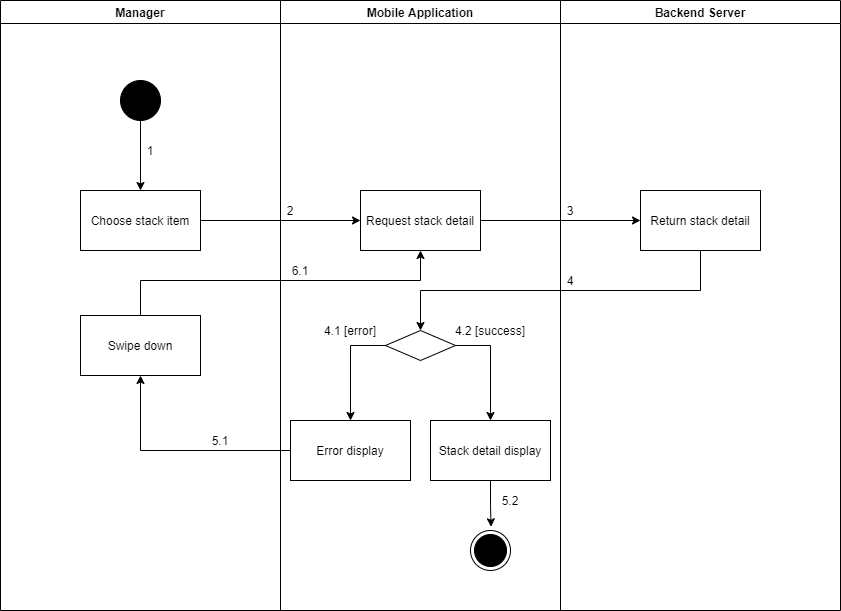 Manager
Mobile Application
Backend Server
1
Choose stack item
2
Request stack detail
3
Return stack detail
6.1
4
4.1 [error]
4.2 [success]
Swipe down
5.1
Error display
Stack detail display
5.2